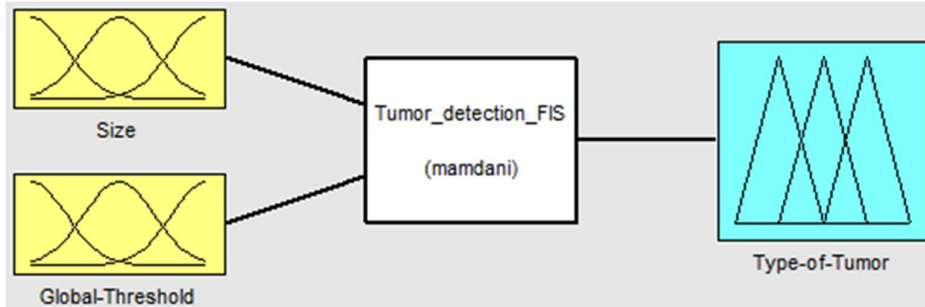 Size
Global-Threshold
Tumor_detection_FIS
(mamdani)
Type-of-Tumor